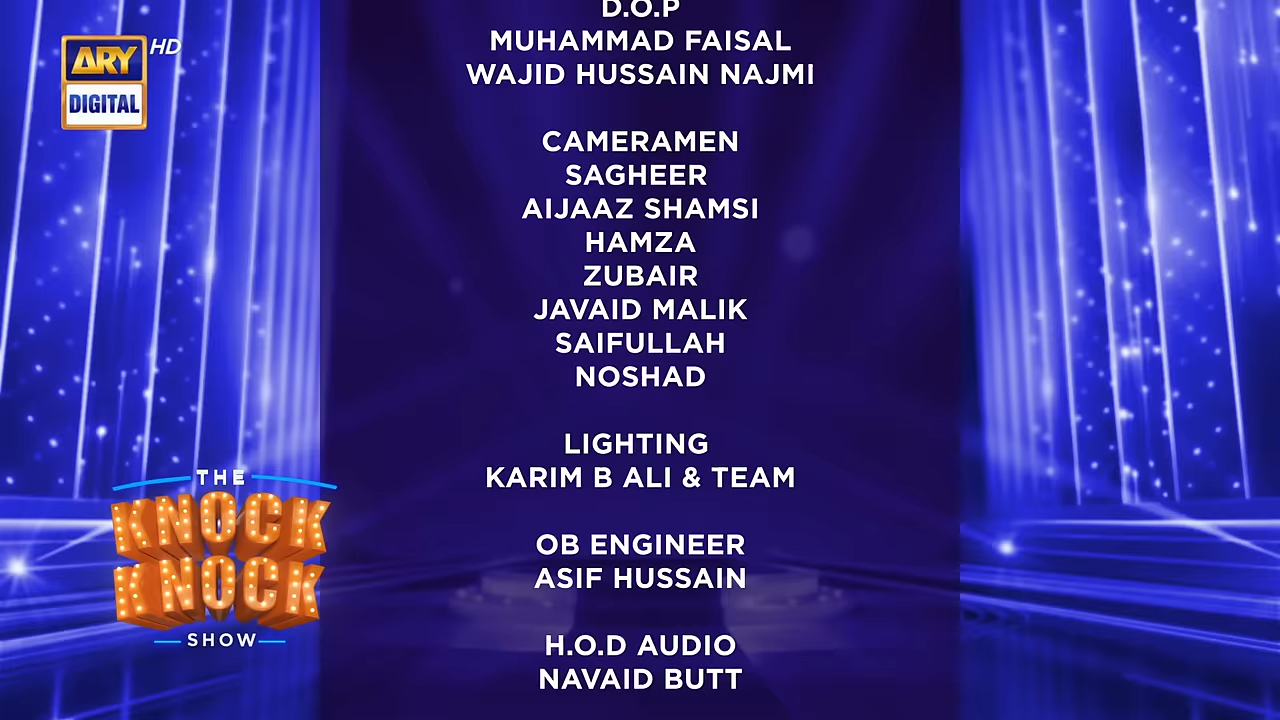 ARY
HD
DIGITAL
D.O.P
MUHAMMAD FAISAL
WAJID HUSSAIN NAJMI
CAMERAMEN
SAGHEER
AIJAAZ SHAMSI
HAMZA
ZUBAIR
JAVAID MALIK
SAIFULLAH
NOSHAD
LIGHTING
KARIM B ALI & TEAM
OB ENGINEER
ASIF HUSSAIN
H.O.D AUDIO
NAVAID BUTT
THE
KNOCK
KNOCK
SHOW